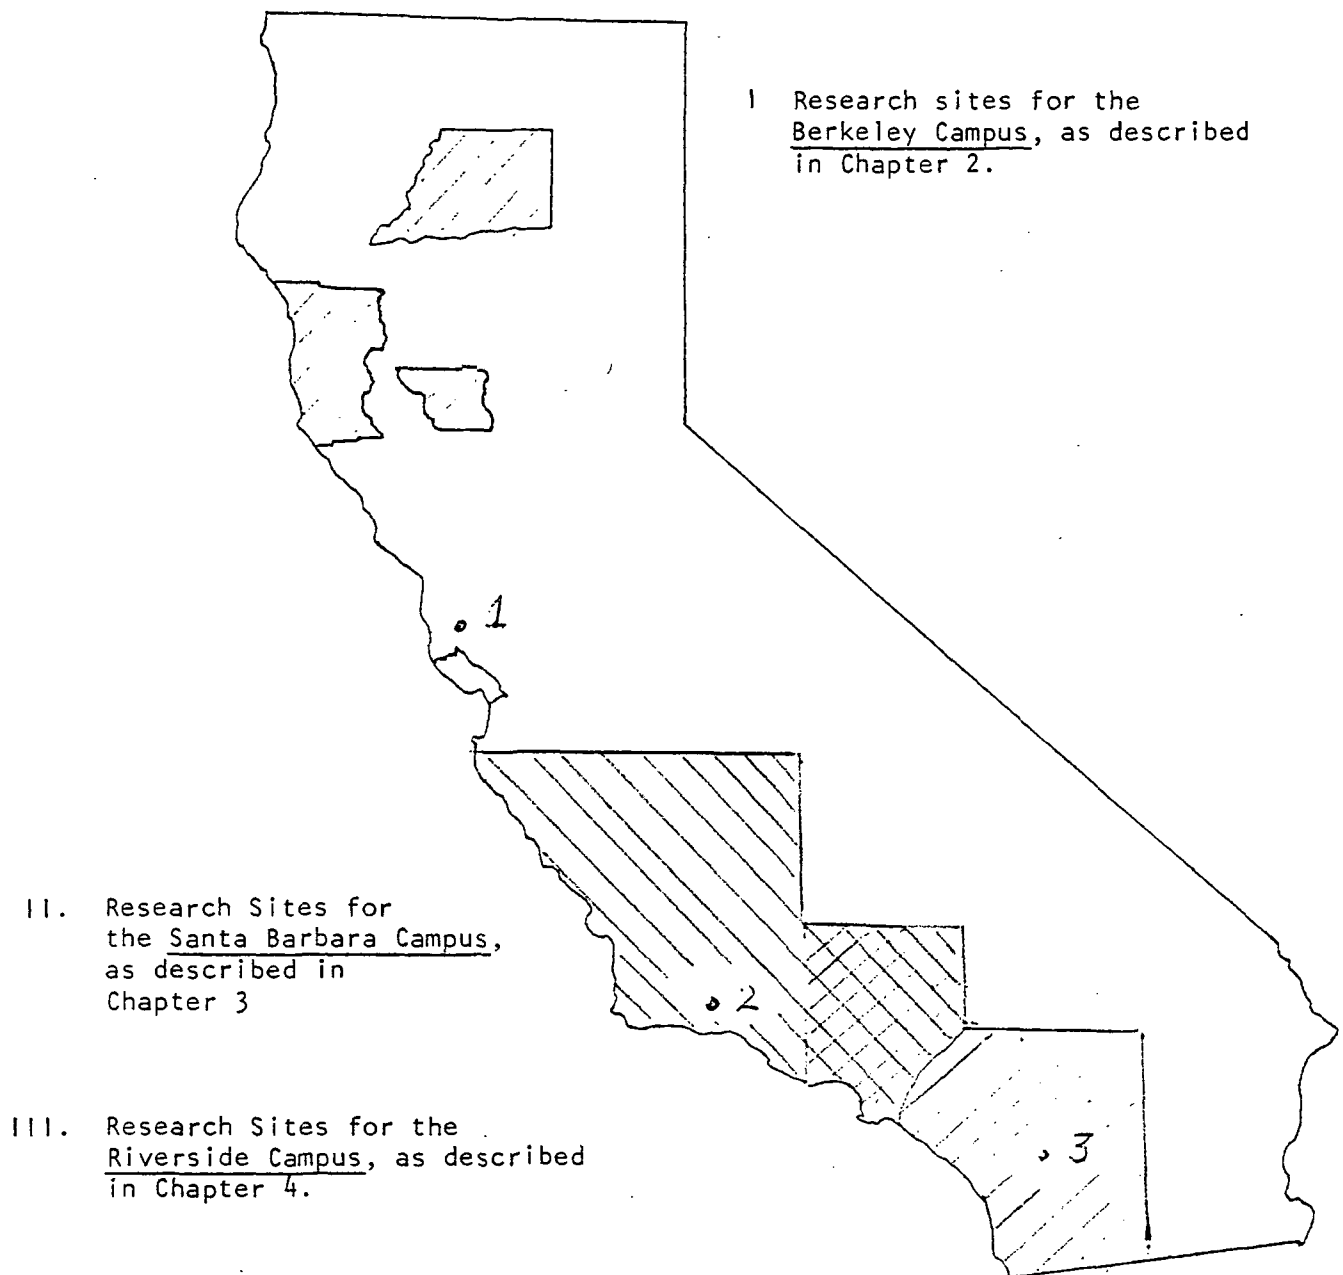 I Research sites for the
Berkeley Campus, as described
in Chapter 2.
1
II. Research Sites for
the Santa Barbara Campus,
as described in
Chapter 3
2
III. Research Sites for the
Riverside Campus, as described
in Chapter 4.
3